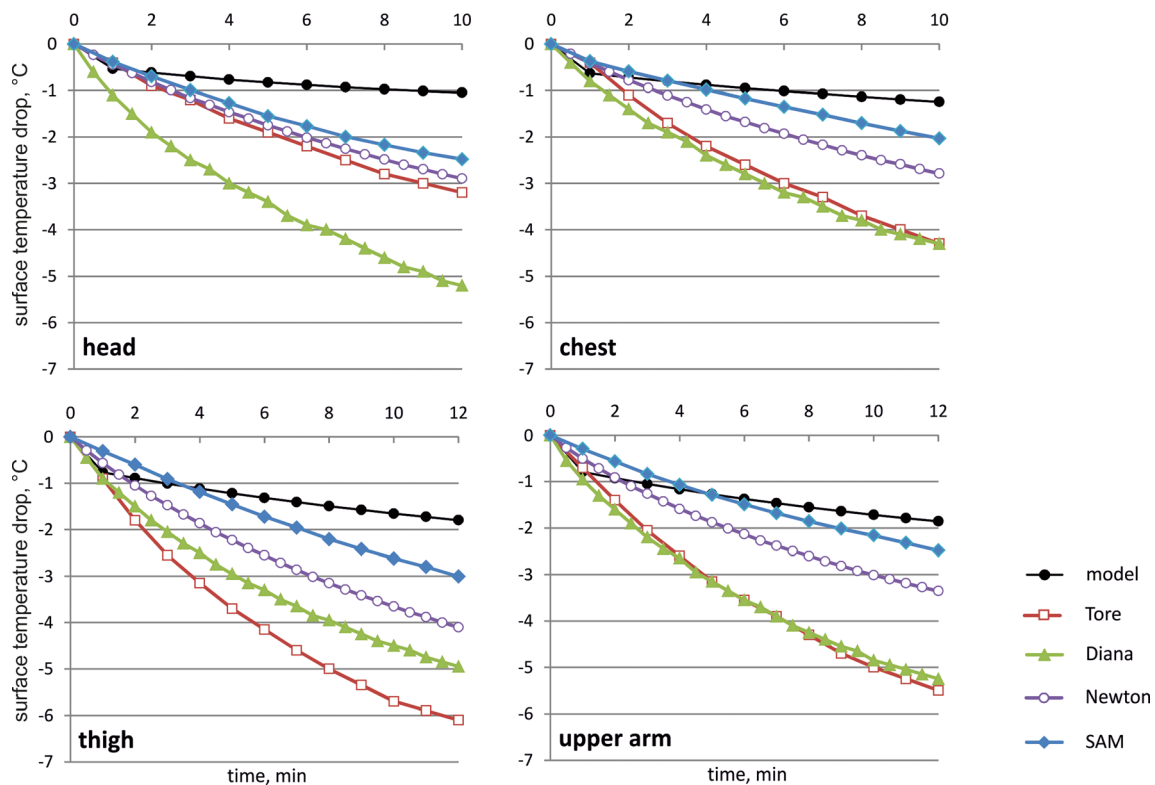 0 2 4 6 8 10
0
-1
-2
-3
-4
-5
-6
-7
surface temperature drop, °C
head
0 2 4 6 8 10
0
-1
-2
-3
-4
-5
-6
-7
chest
0 2 4 6 8 10 12
0
-1
-2
-3
-4
-5
-6
-7
surface temperature drop, °C
thigh
time, min
0 2 4 6 8 10 12
0
-1
-2
-3
-4
-5
-6
-7
upper arm
time, min
model
Tore
Diana
Newton
SAM